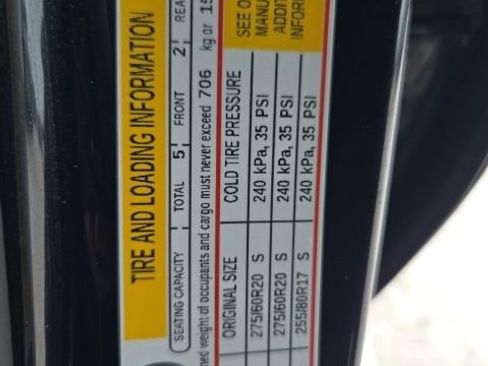 TIRE AND LOADING INFORMATION
SEATING CAPACITY | TOTAL 5 | FRONT 2 | REA
ned weight of occupants and cargo must never exceed 706 kg or 15
ORIGINAL SIZE COLD TIRE PRESSURE SEE O
275/60R20 S 240 kPa, 35 PSI MANU
275/60R20 S 240 kPa, 35 PSI ADDIT
255/80R17 S 240 kPa, 35 PSI INFOR